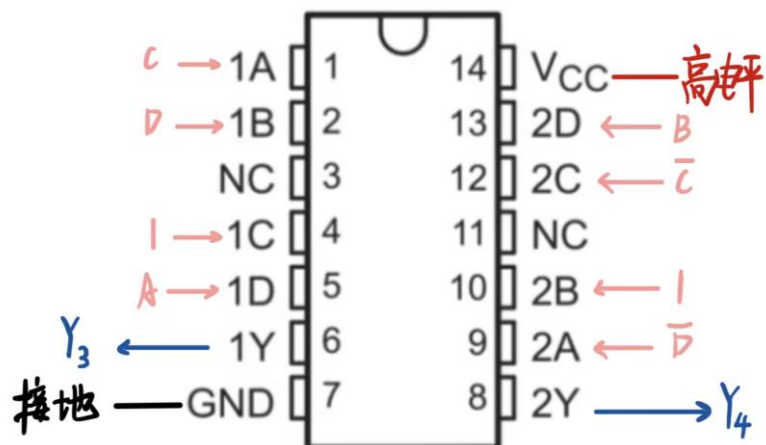 C → 1A 1 14 VCC — 高电平
D → 1B 2 13 2D ← B
NC 3 12 2C ← C̅
1 → 1C 4 11 NC
A → 1D 5 10 2B ← 1
Y3 ← 1Y 6 9 2A ← D̅
接地 — GND 7 8 2Y → Y4